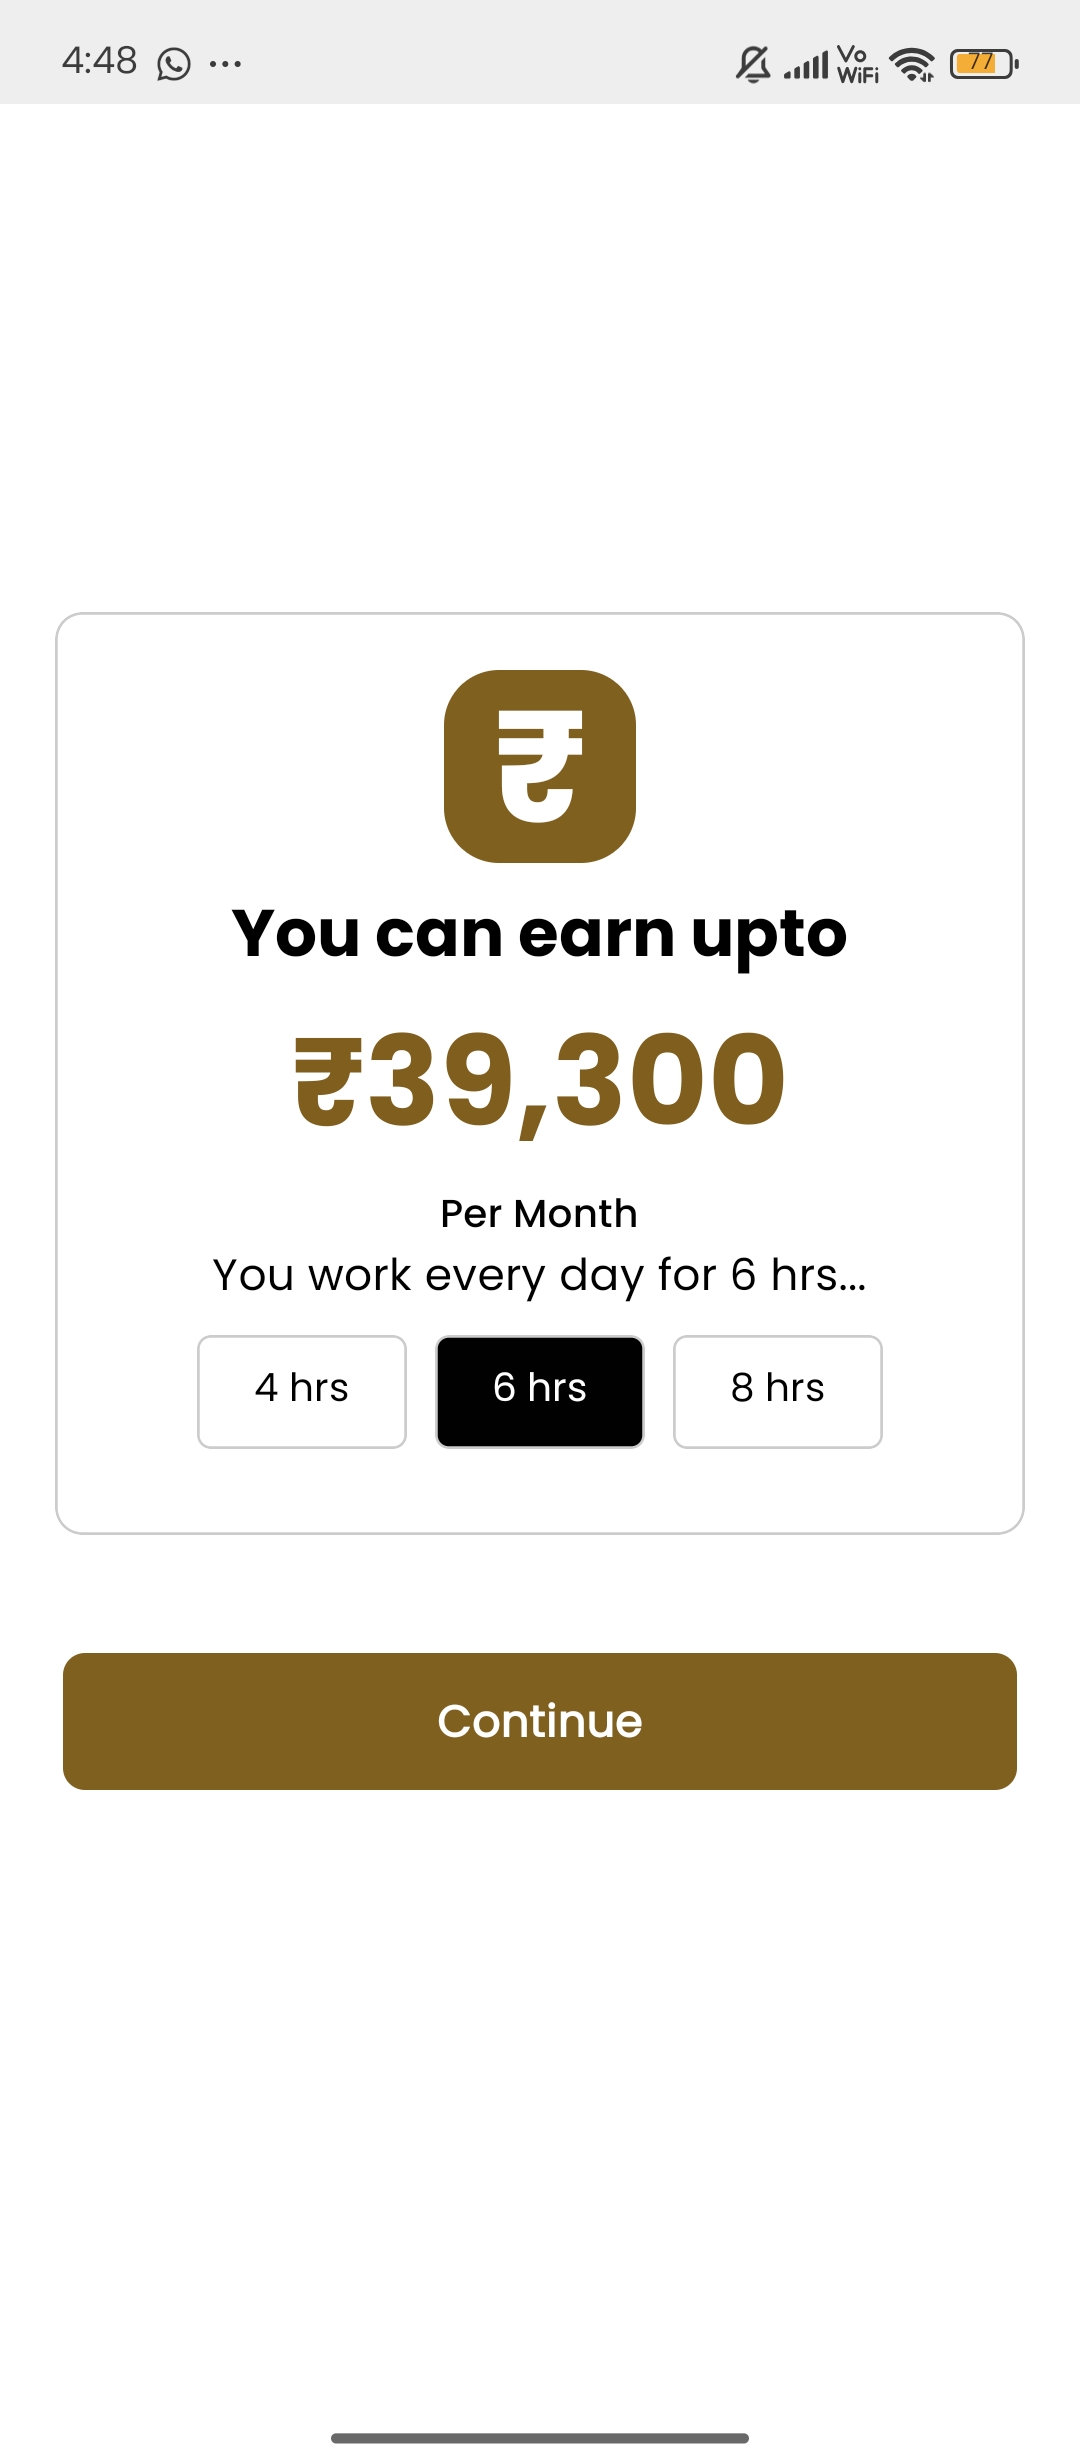 4:48
Vo
WiFi
77
₹
You can earn upto
₹39,300
Per Month
You work every day for 6 hrs...
4 hrs
6 hrs
8 hrs
Continue